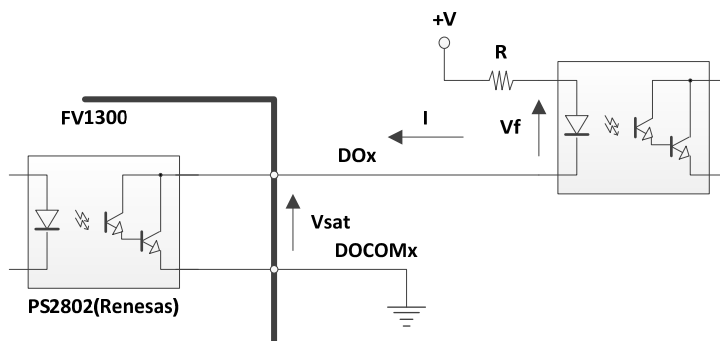 +V
R
FV1300
I
Vf
DOx
Vsat
DOCOMx
PS2802(Renesas)